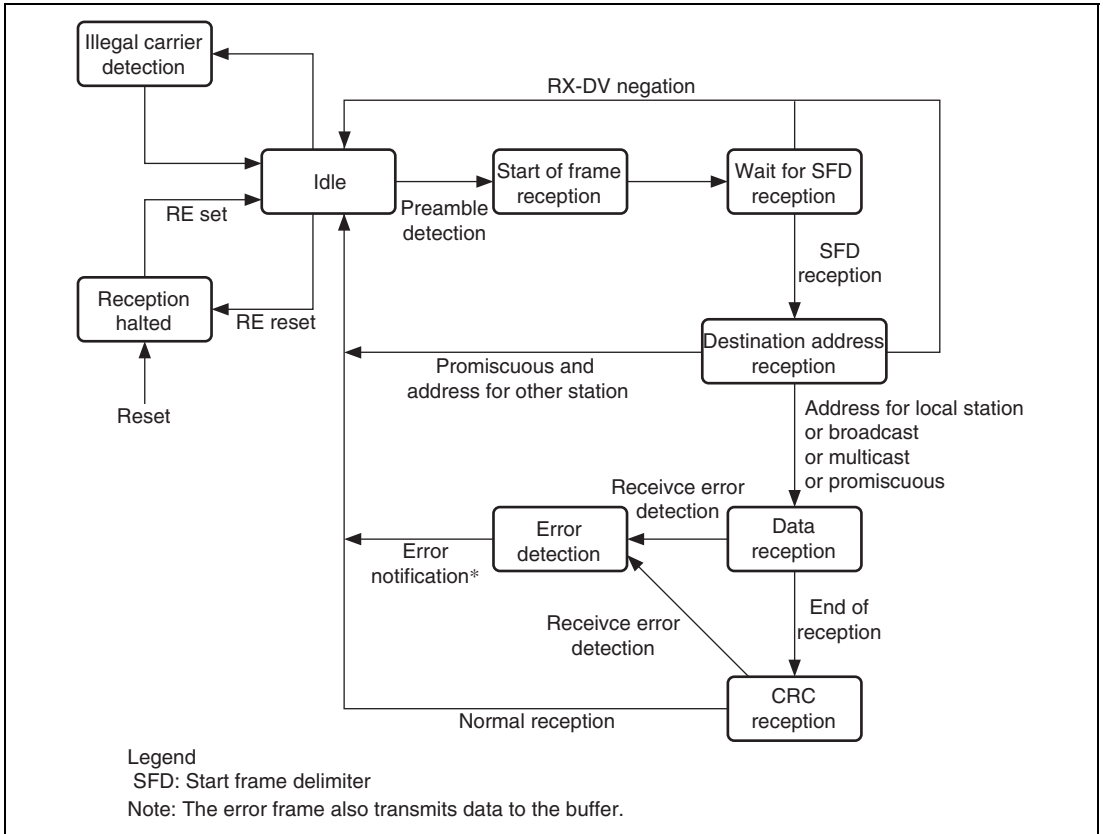 Illegal carrier
detection
RX-DV negation
Idle
Start of frame
reception
Wait for SFD
reception
Preamble
detection
RE set
SFD
reception
Reception
halted
RE reset
Destination address
reception
Promiscuous and
address for other station
Reset
Address for local station
or broadcast
or multicast
or promiscuous
Receivce error
detection
Error
detection
Data
reception
Error
notification*
End of
reception
Receivce error
detection
CRC
reception
Normal reception
Legend
SFD: Start frame delimiter
Note: The error frame also transmits data to the buffer.